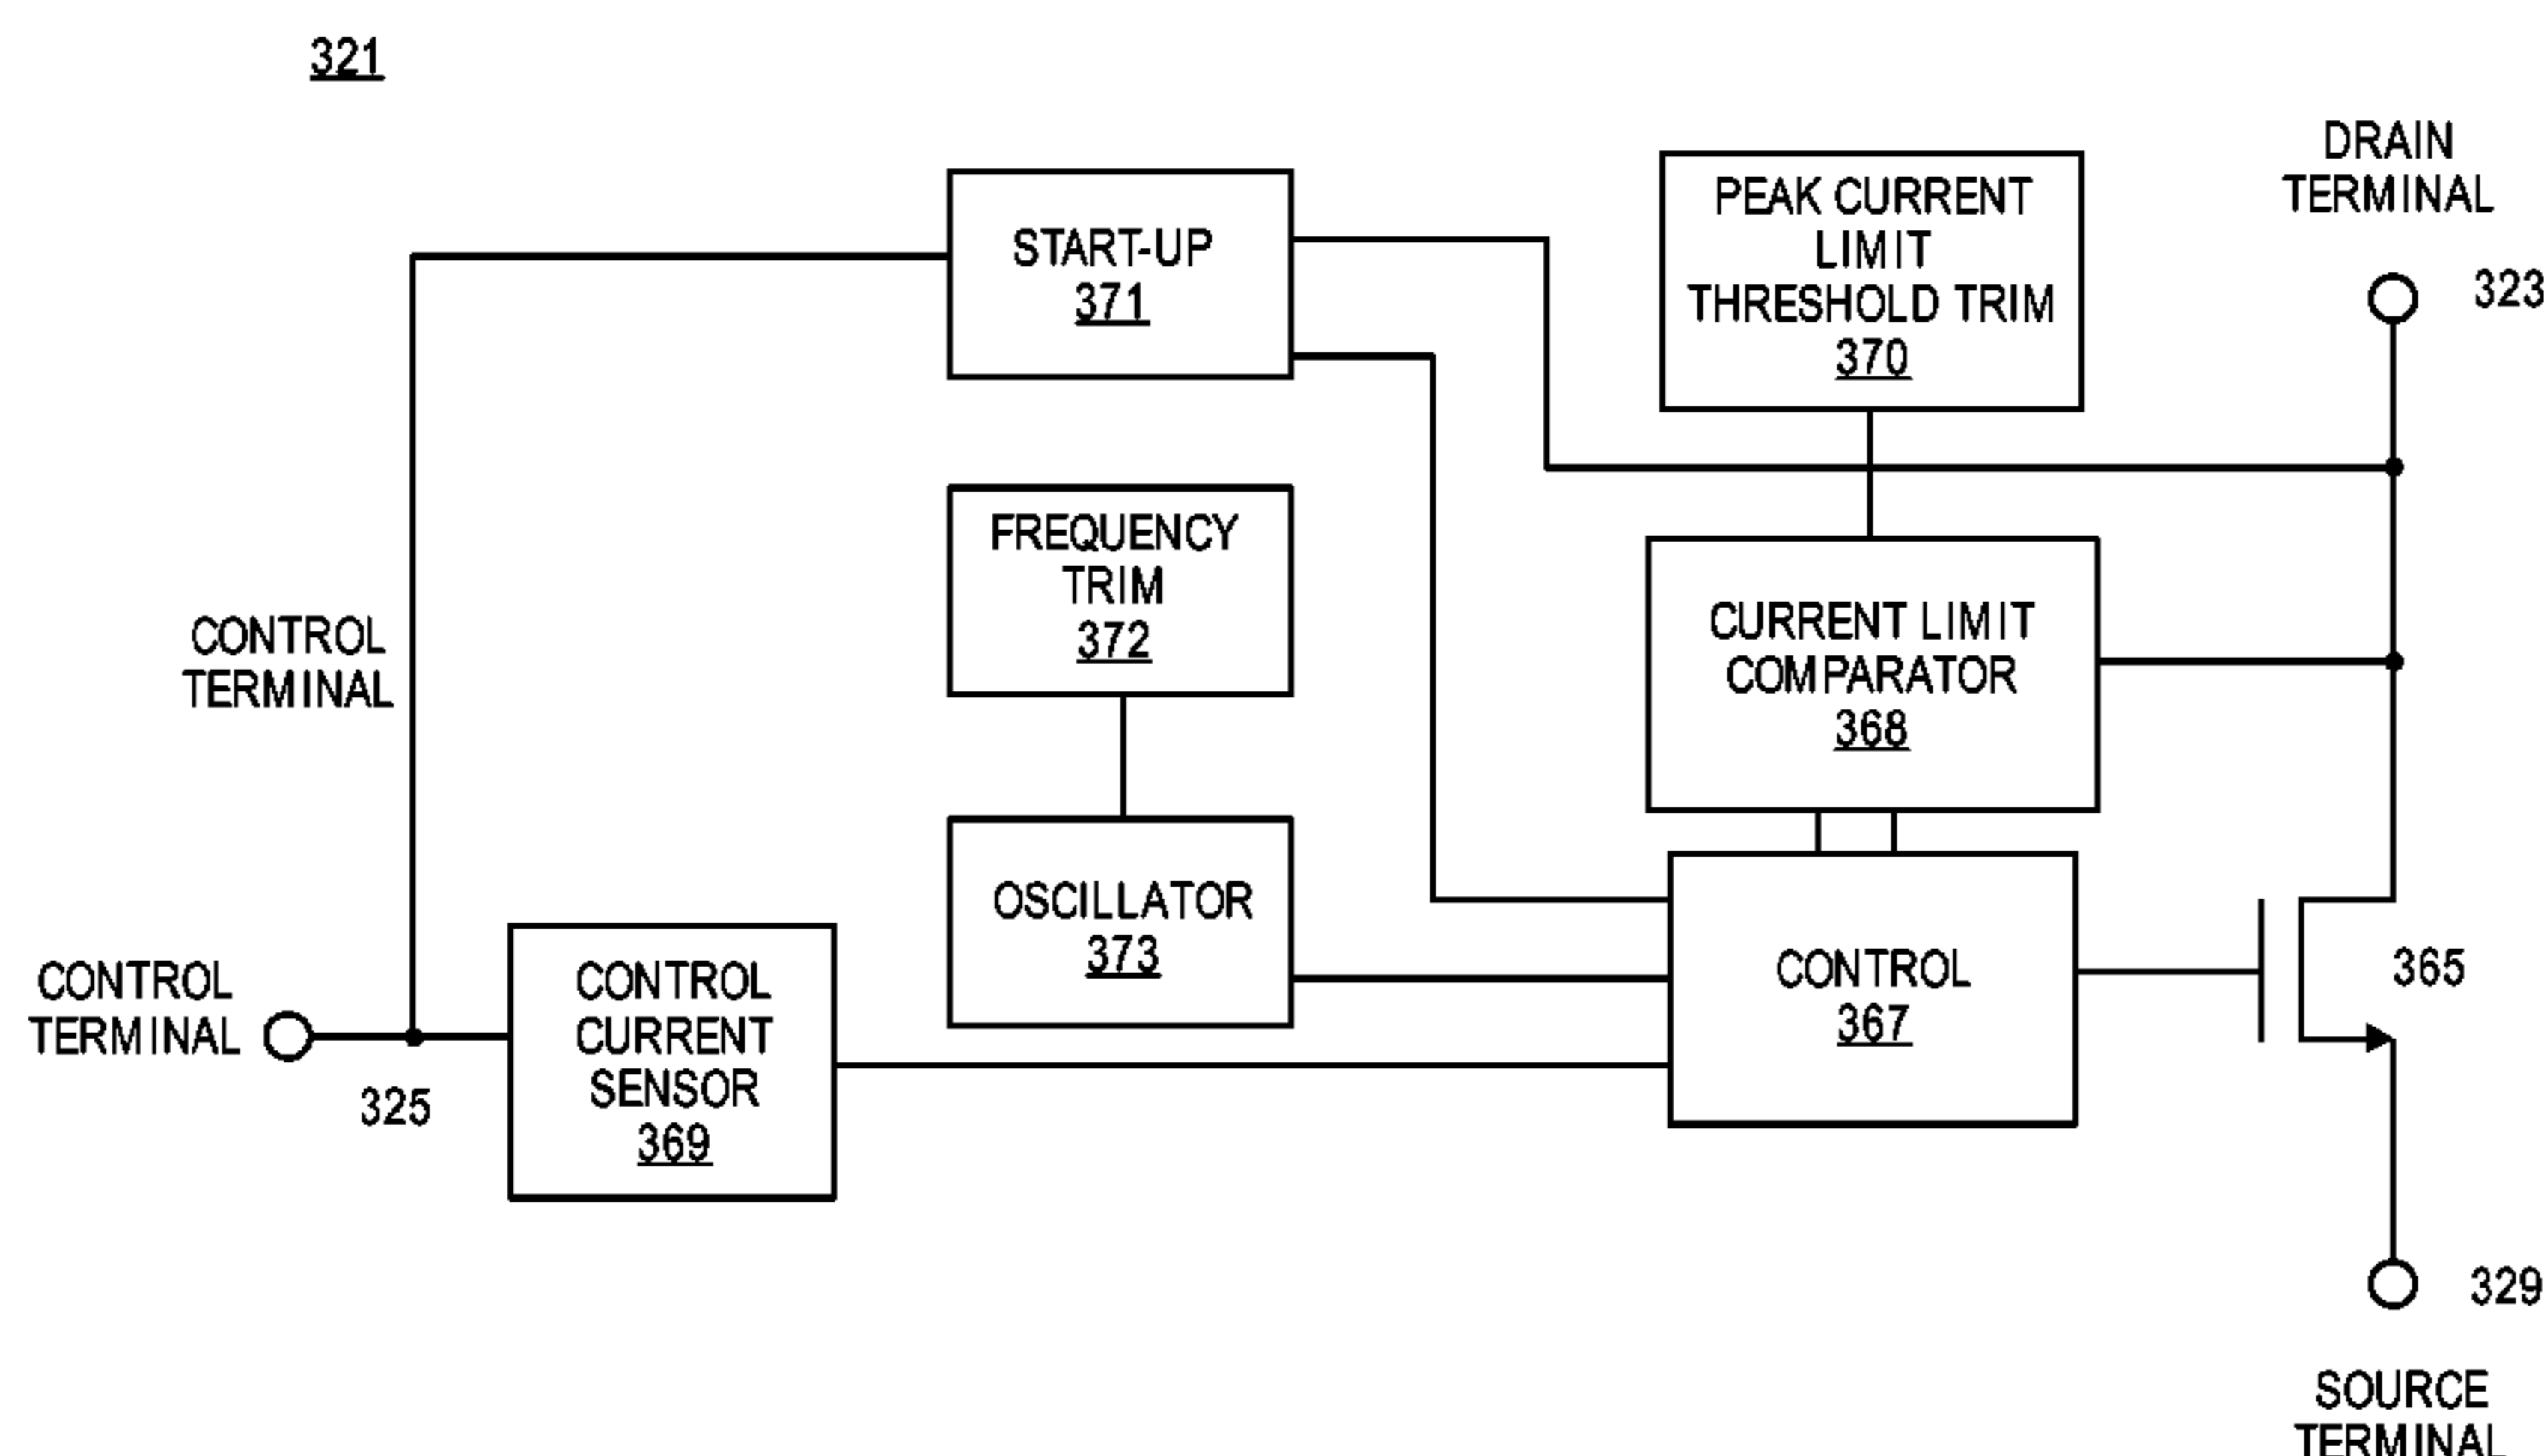 321
START-UP
371
PEAK CURRENT
LIMIT
THRESHOLD TRIM
370
DRAIN
TERMINAL
323
FREQUENCY
TRIM
372
CONTROL
TERMINAL
CURRENT LIMIT
COMPARATOR
368
OSCILLATOR
373
CONTROL
TERMINAL
325
CONTROL
CURRENT
SENSOR
369
CONTROL
367
365
329
SOURCE
TERMINAL